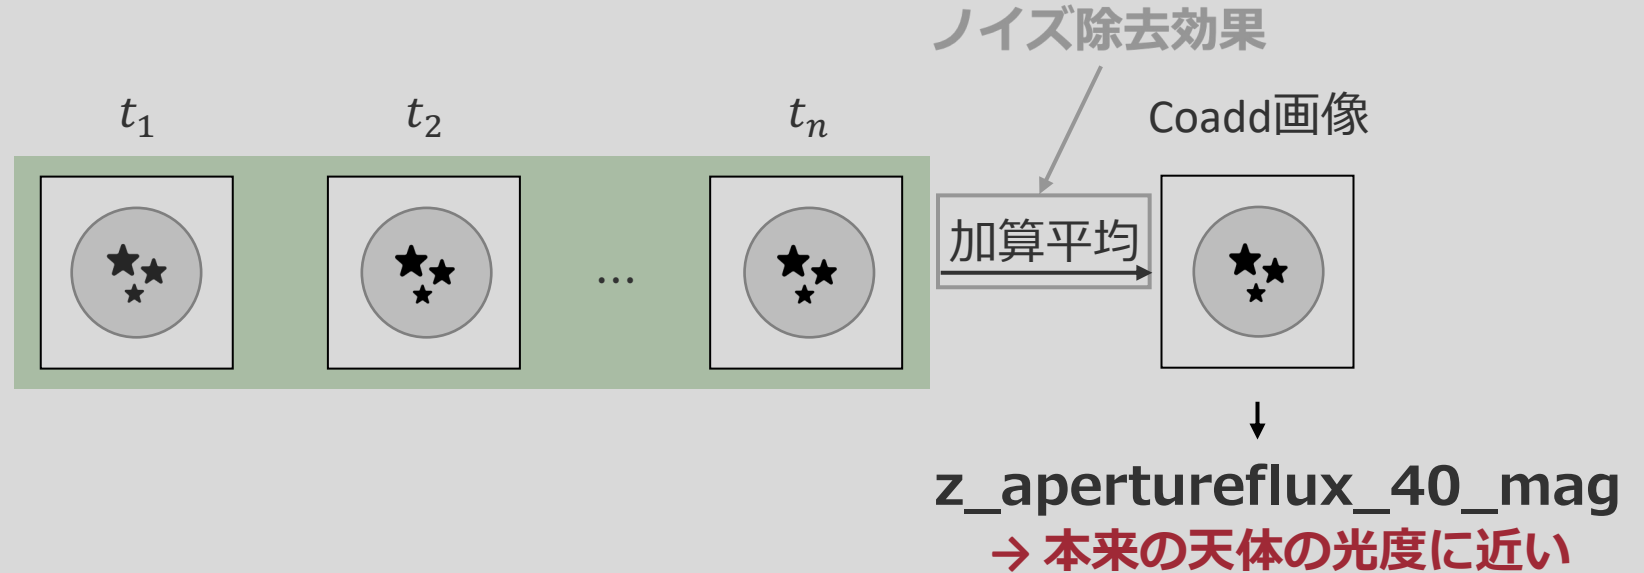 ノイズ除去効果
t₁
t₂
tₙ
Coadd画像
加算平均
...
z_apertureflux_40_mag
→ 本来の天体の光度に近い